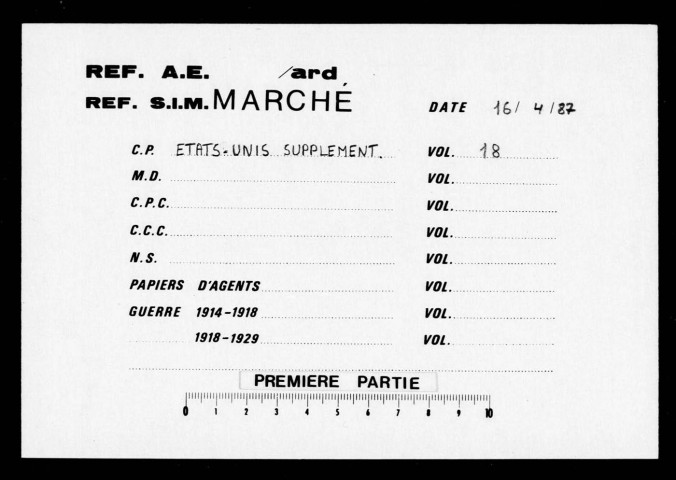 REF. A.E. /ard
REF. S.I.M. MARCHÉ DATE 16/ 4 /87
C.P. ETATS-UNIS SUPPLEMENT. VOL. 18
M.D. VOL.
C.P.C. VOL.
C.C.C. VOL.
N.S. VOL.
PAPIERS D'AGENTS VOL.
GUERRE 1914-1918 VOL.
1918-1929 VOL.
PREMIERE PARTIE
0 1 2 3 4 5 6 7 8 9 10